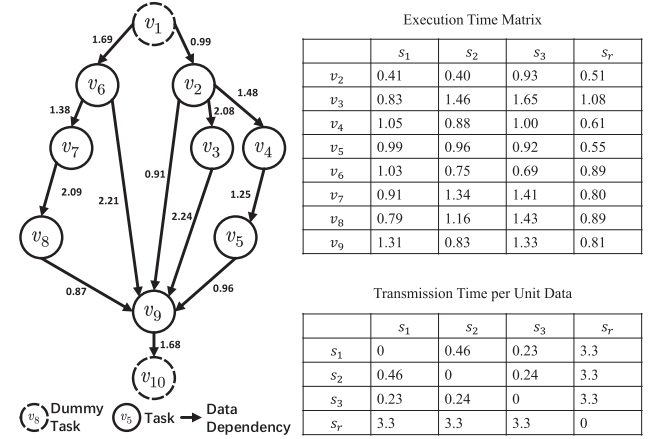 v1
1.69
0.99
v6
v2
1.38
2.08
1.48
v7
v3
v4
2.09
2.21
0.91
2.24
1.25
v8
v5
0.87
0.96
v9
1.68
v10
v8 Dummy Task
v5 Task
Data Dependency
Execution Time Matrix
s1 s2 s3 sr
v2 0.41 0.40 0.93 0.51
v3 0.83 1.46 1.65 1.08
v4 1.05 0.88 1.00 0.61
v5 0.99 0.96 0.92 0.55
v6 1.03 0.75 0.69 0.89
v7 0.91 1.34 1.41 0.80
v8 0.79 1.16 1.43 0.89
v9 1.31 0.83 1.33 0.81
Transmission Time per Unit Data
s1 s2 s3 sr
s1 0 0.46 0.23 3.3
s2 0.46 0 0.24 3.3
s3 0.23 0.24 0 3.3
sr 3.3 3.3 3.3 0